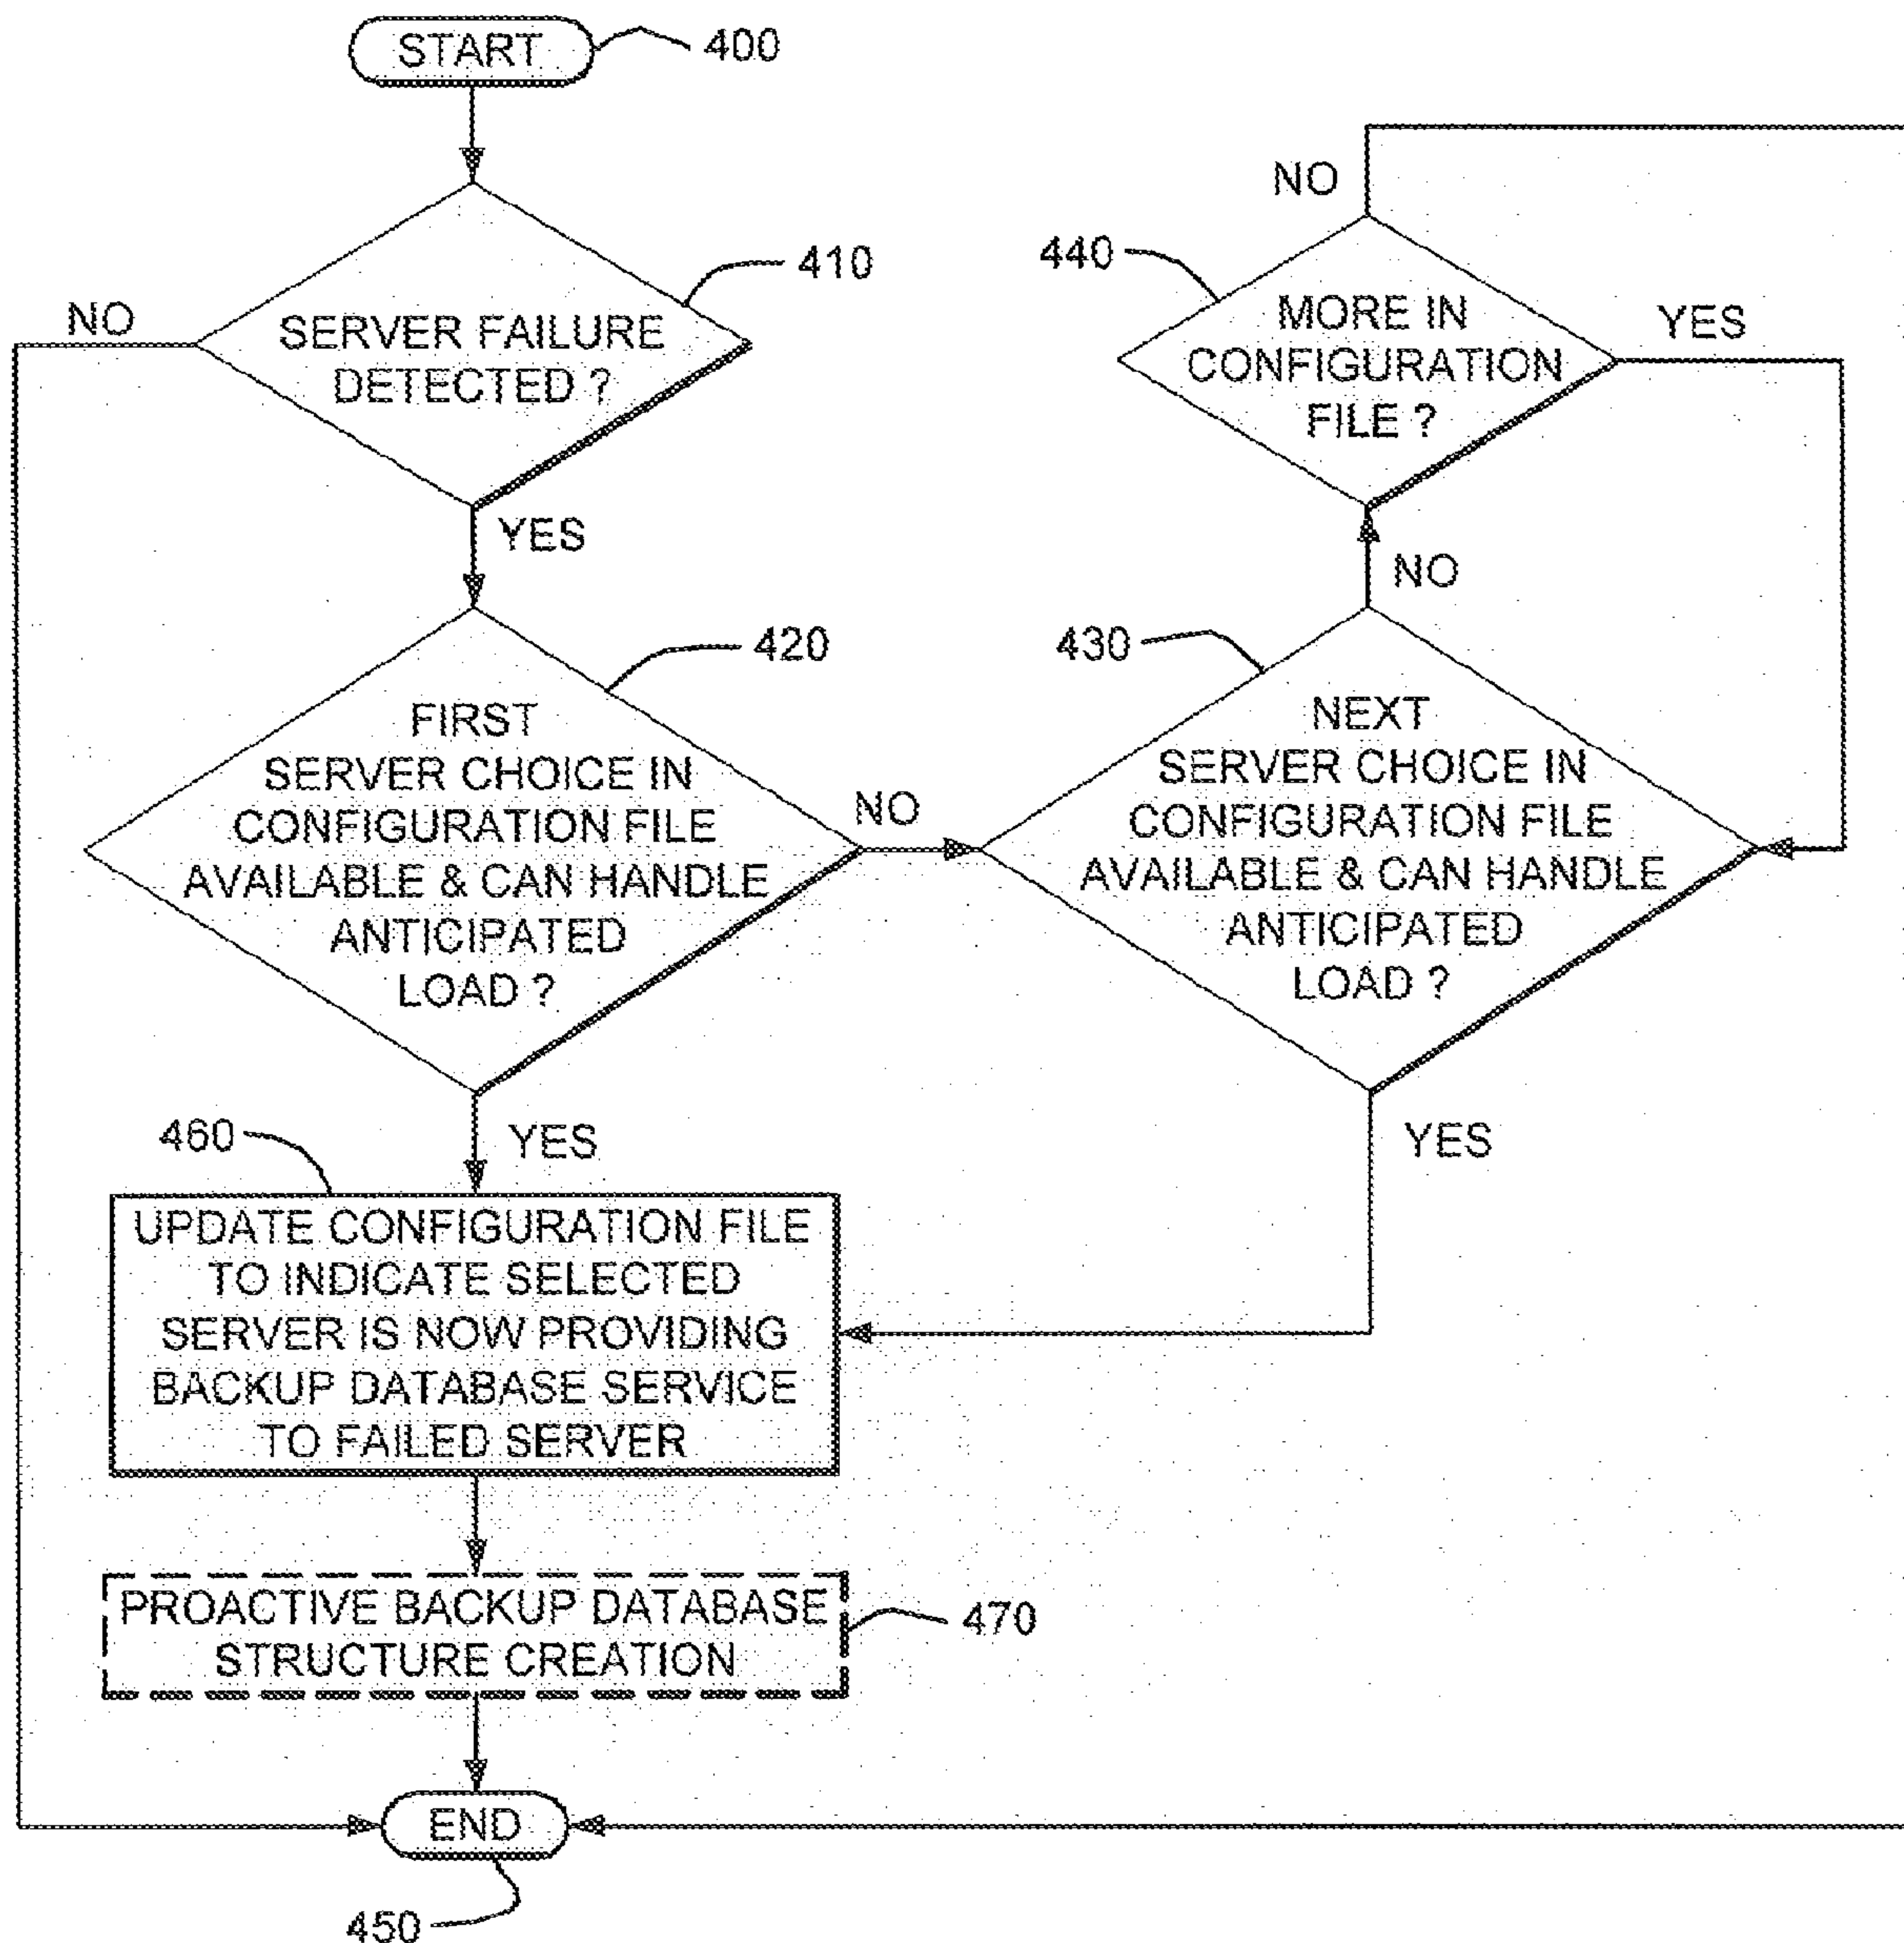 START
400
410
SERVER FAILURE
DETECTED ?
NO
YES
420
FIRST
SERVER CHOICE IN
CONFIGURATION FILE
AVAILABLE & CAN HANDLE
ANTICIPATED
LOAD ?
NO
YES
430
NEXT
SERVER CHOICE IN
CONFIGURATION FILE
AVAILABLE & CAN HANDLE
ANTICIPATED
LOAD ?
NO
YES
440
MORE IN
CONFIGURATION
FILE ?
NO
YES
460
UPDATE CONFIGURATION FILE
TO INDICATE SELECTED
SERVER IS NOW PROVIDING
BACKUP DATABASE SERVICE
TO FAILED SERVER
PROACTIVE BACKUP DATABASE
STRUCTURE CREATION
470
END
450